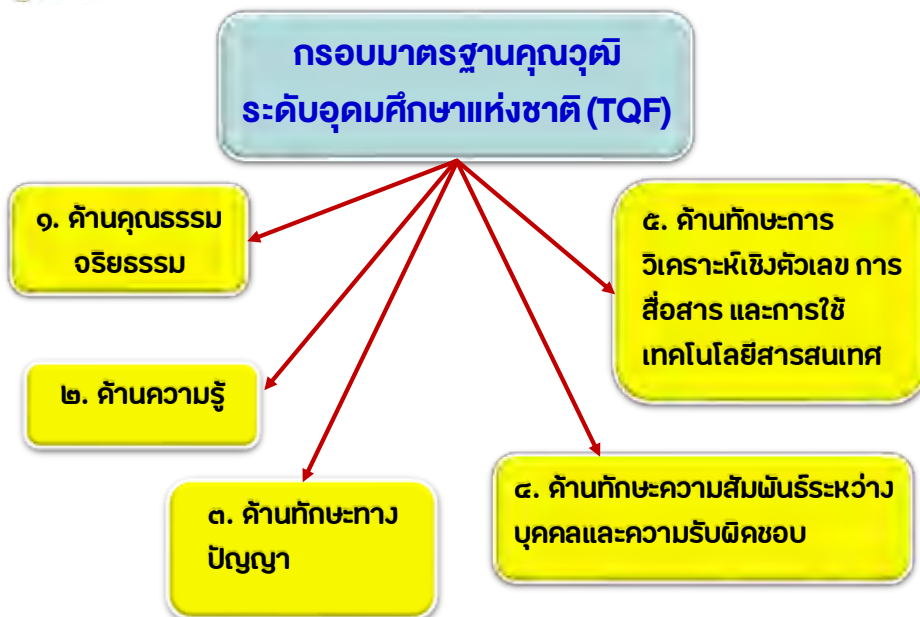 กรอบมาตรฐานคุณวุฒิ
ระดับอุดมศึกษาแห่งชาติ (TQF)
๑. ด้านคุณธรรม
จริยธรรม
๒. ด้านความรู้
๓. ด้านทักษะทาง
ปัญญา
๔. ด้านทักษะความสัมพันธ์ระหว่าง
บุคคลและความรับผิดชอบ
๕. ด้านทักษะการ
วิเคราะห์เชิงตัวเลข การ
สื่อสาร และการใช้
เทคโนโลยีสารสนเทศ